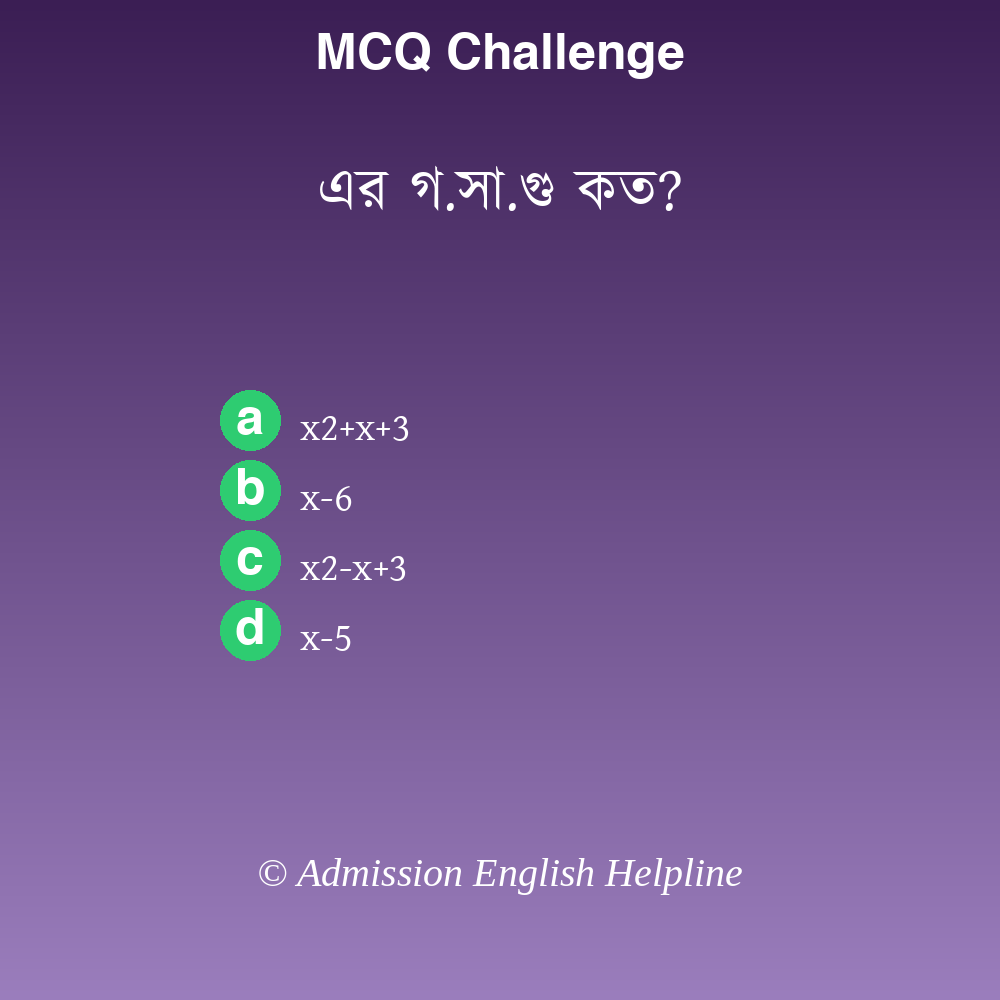 MCQ Challenge
এর গ.সা.গু কত?
a x2+x+3
b x-6
c x2-x+3
d x-5
© Admission English Helpline